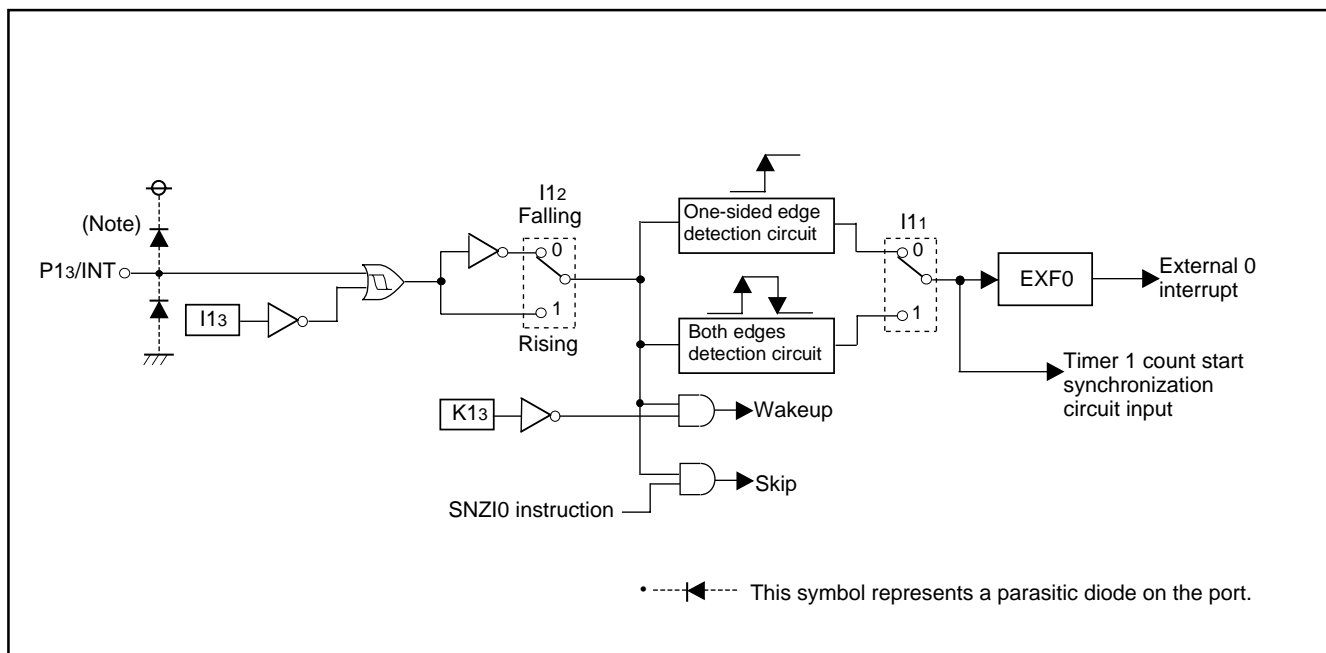 (Note)
P13/INT
I13
I12
Falling
0
1
Rising
One-sided edge
detection circuit
Both edges
detection circuit
I11
0
1
EXF0
External 0
interrupt
Timer 1 count start
synchronization
circuit input
K13
Wakeup
Skip
SNZI0 instruction
• This symbol represents a parasitic diode on the port.